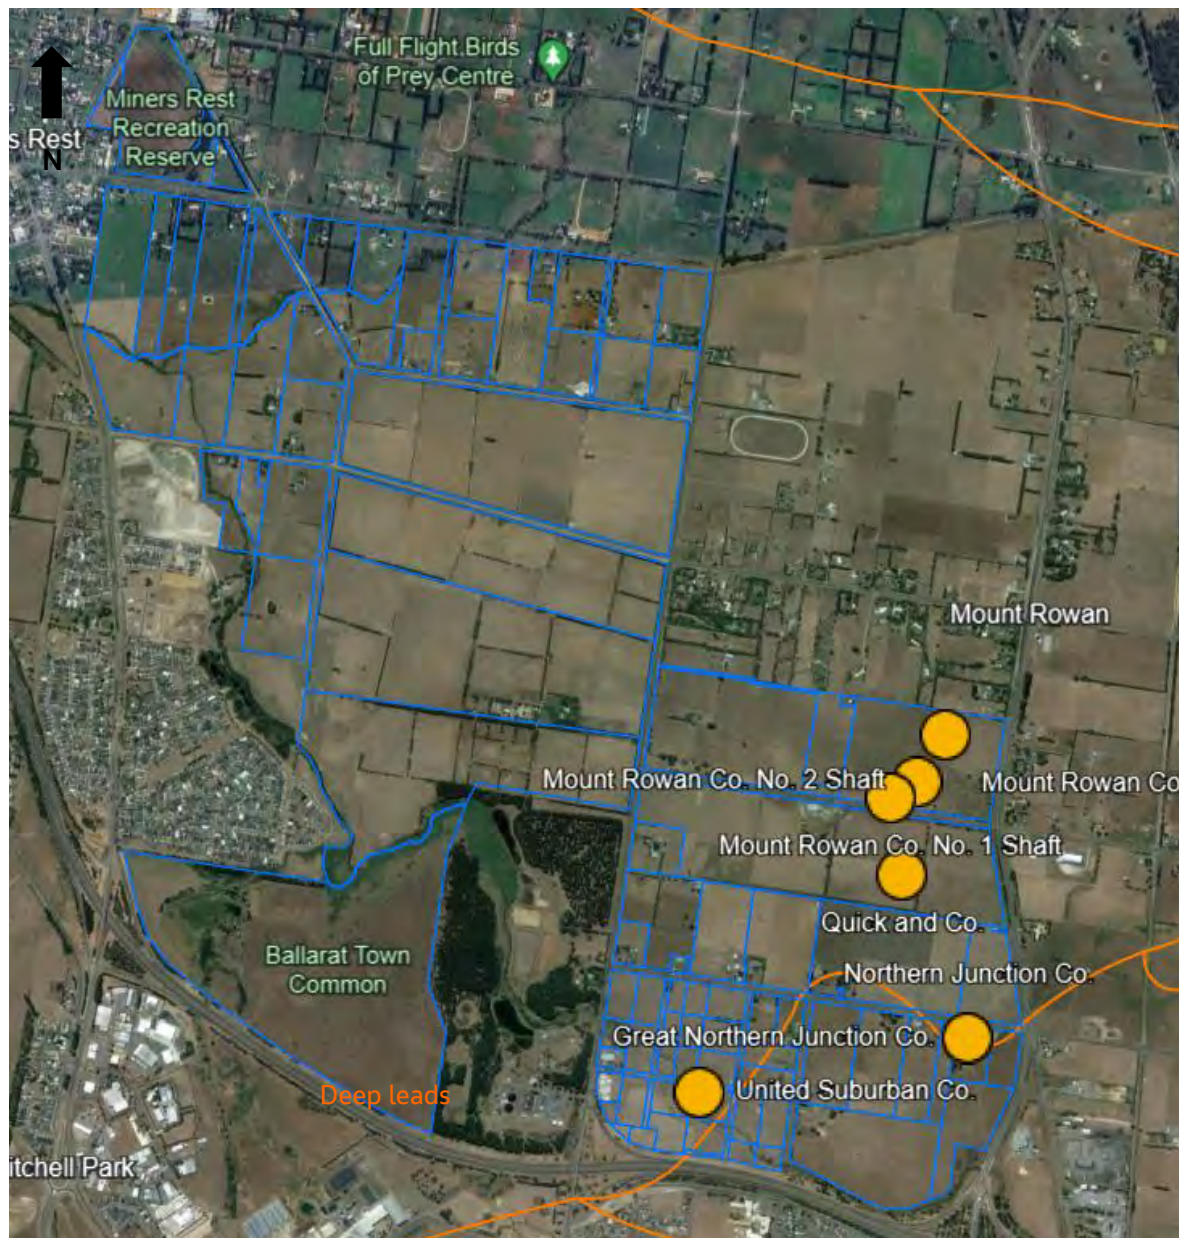 Full Flight Birds
of Prey Centre
Miners Rest
Recreation
Reserve
s Rest
N
Mount Rowan
Mount Rowan Co. No. 2 Shaft
Mount Rowan Co
Mount Rowan Co. No. 1 Shaft
Quick and Co.
Ballarat Town
Common
Northern Junction Co.
Great Northern Junction Co.
United Suburban Co.
Deep leads
itchell Park